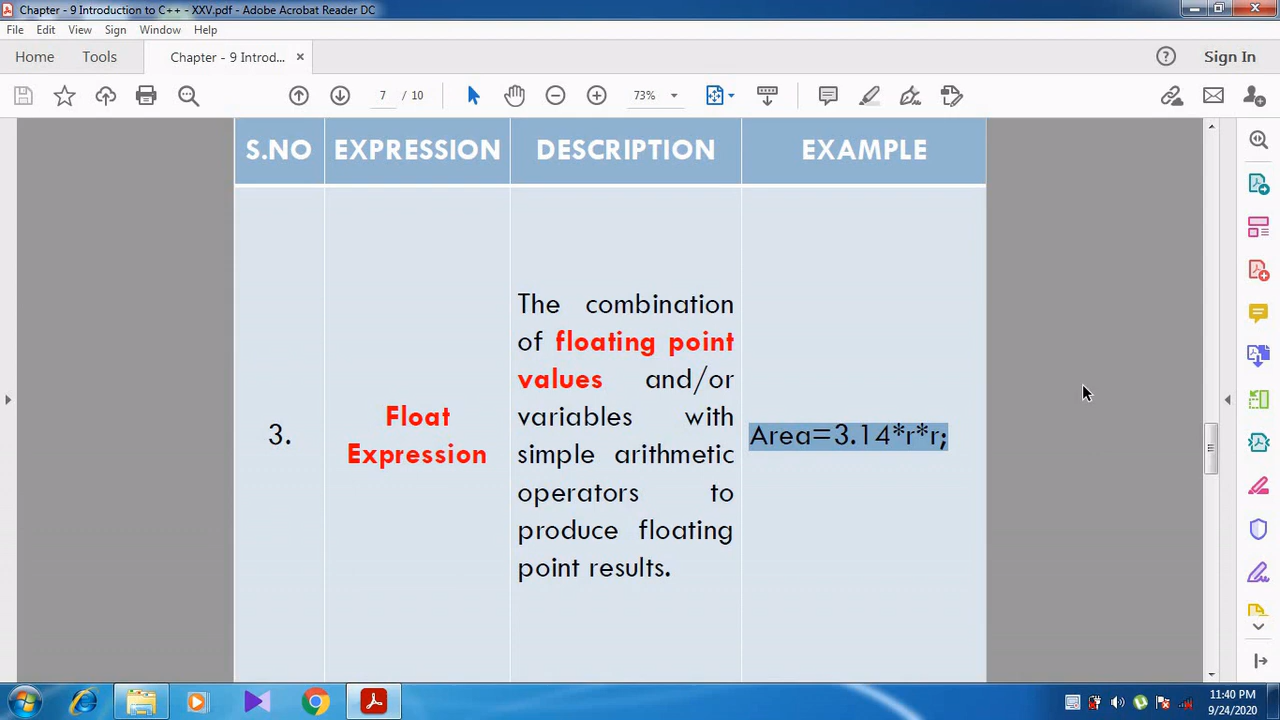 Chapter - 9 Introduction to C++ - XXV.pdf - Adobe Acrobat Reader DC
File Edit View Sign Window Help
Home Tools Chapter - 9 Introd... × Sign In
7 / 10 73%
S.NO EXPRESSION DESCRIPTION EXAMPLE
The combination
of floating point
values and/or
Float variables with
3. Area=3.14*r*r;
Expression simple arithmetic
operators to
produce floating
point results.
11:40 PM
9/24/2020